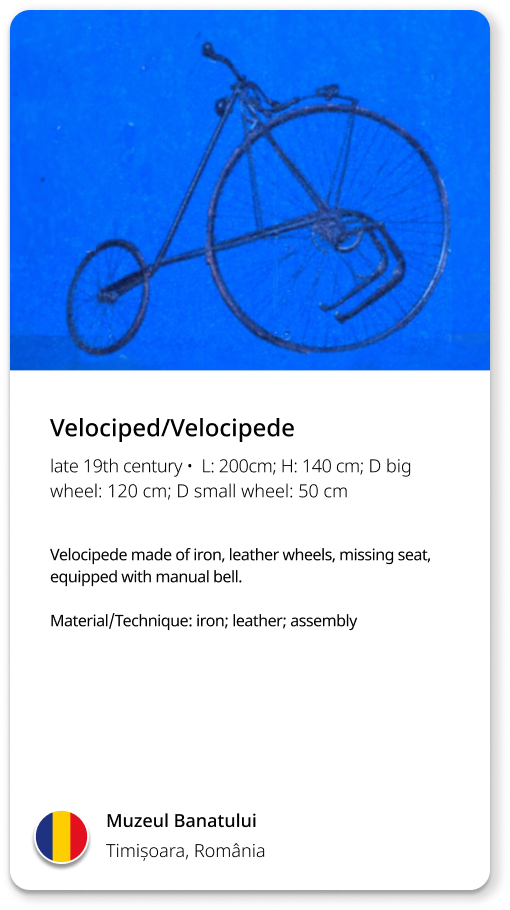 Velociped/Velocipede
late 19th century • L: 200cm; H: 140 cm; D big
wheel: 120 cm; D small wheel: 50 cm
Velocipede made of iron, leather wheels, missing seat,
equipped with manual bell.
Material/Technique: iron; leather; assembly
Muzeul Banatului
Timișoara, România